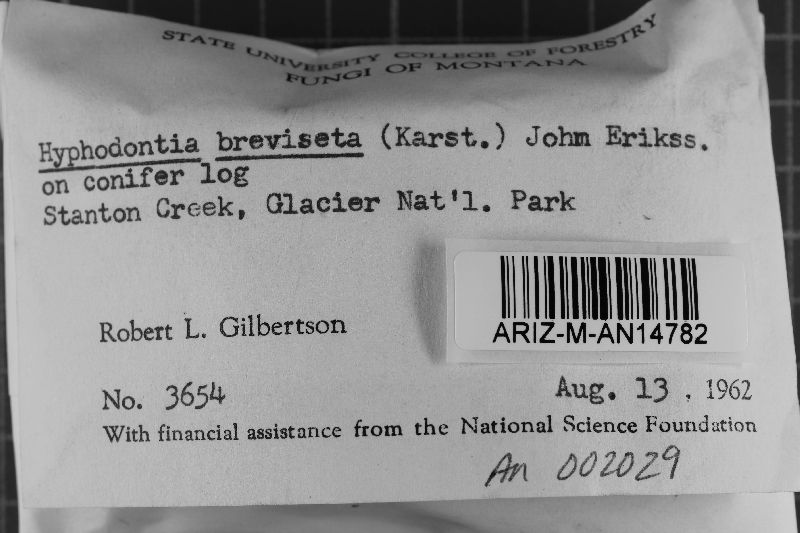 STATE UNIVERSITY COLLEGE OF FORESTRY
FUNGI OF MONTANA
Hyphodontia breviseta (Karst.) John Erikss.
on conifer log
Stanton Creek, Glacier Nat'l. Park
ARIZ-M-AN14782
Robert L. Gilbertson
No. 3654
Aug. 13 , 1962
With financial assistance from the National Science Foundation
An 002029